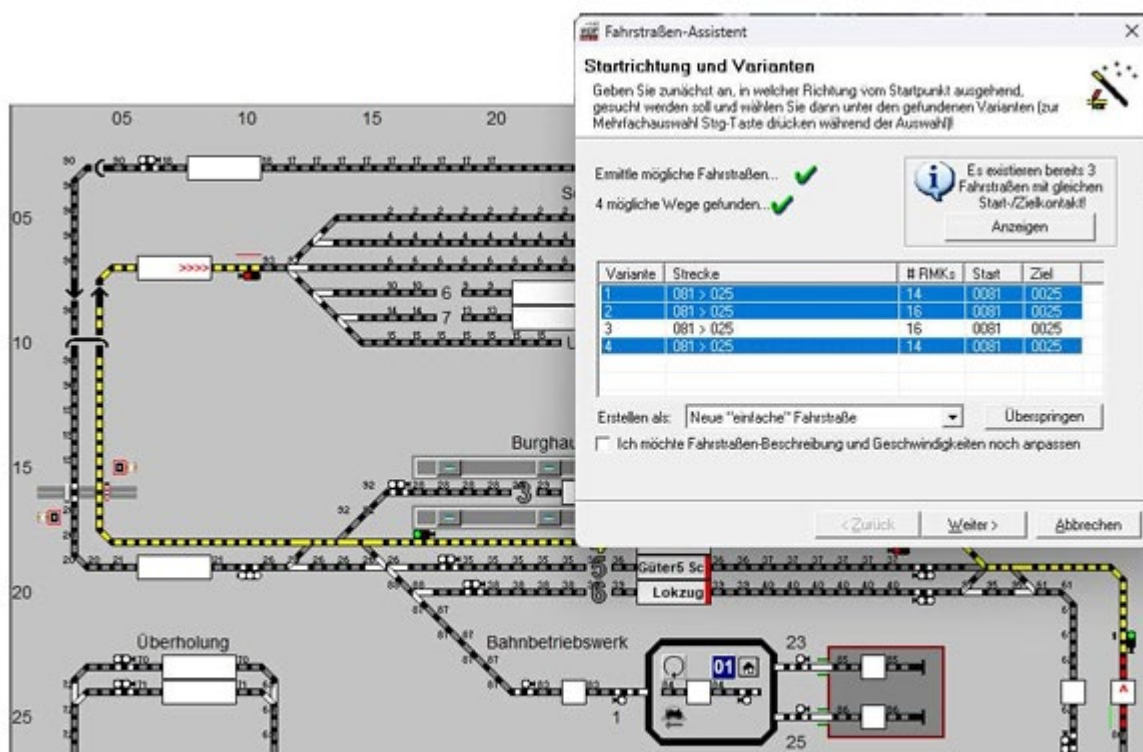 Fahrstraßen-Assistent
Startrichtung und Varianten
Geben Sie zunächst an, in welcher Richtung vom Startpunkt ausgehend,
gesucht werden soll und wählen Sie dann unter den gefundenen Varianten (zur
Mehrfachauswahl Strg-Taste drücken während der Auswahl)!
Ermittle mögliche Fahrstraßen...
4 mögliche Wege gefunden...
Es existieren bereits 3
Fahrstraßen mit gleichen
Start-/Zielkontakt!
Anzeigen
Variante Strecke # RMKs Start Ziel
1 081 > 025 14 0081 0025
2 081 > 025 16 0081 0025
3 081 > 025 16 0081 0025
4 081 > 025 14 0081 0025
Erstellen als: Neue "einfache" Fahrstraße Überspringen
Ich möchte Fahrstraßen-Beschreibung und Geschwindigkeiten noch anpassen
< Zurück Weiter > Abbrechen
05 10 15 20
05
10
15
20
25
>>>>
6
7
Burghau
3
5
Güter5 Sc
6
Lokzug
Überholung
Bahnbetriebswerk
23
01
1
25